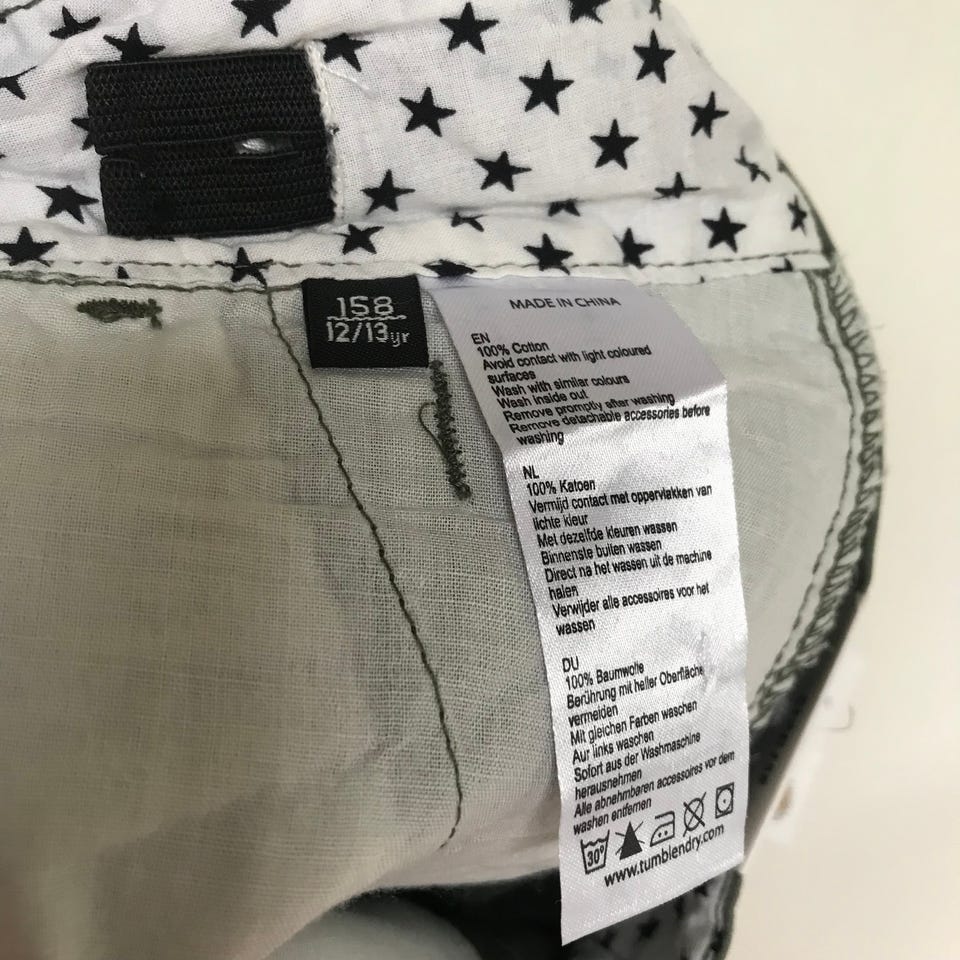 158
12/13yr
MADE IN CHINA
EN
100% Cotton
Avoid contact with light coloured
surfaces
Wash with similar colours
Wash inside out
Remove promptly after washing
Remove detachable accessories before
washing
NL
100% Katoen
Vermijd contact met oppervlakken van
lichte kleur
Met dezelfde kleuren wassen
Binnenste buiten wassen
Direct na het wassen uit de machine
halen
Verwijder alle accessoires voor het
wassen
DU
100% Baumwolle
Berührung mit heller Oberfläche
vermeiden
Mit gleichen Farben waschen
Aur links waschen
Sofort aus der Waschmaschine
herausnehmen
Alle abnehmbaren accessoires vor dem
washen entfernen
30°
www.tumblendry.com